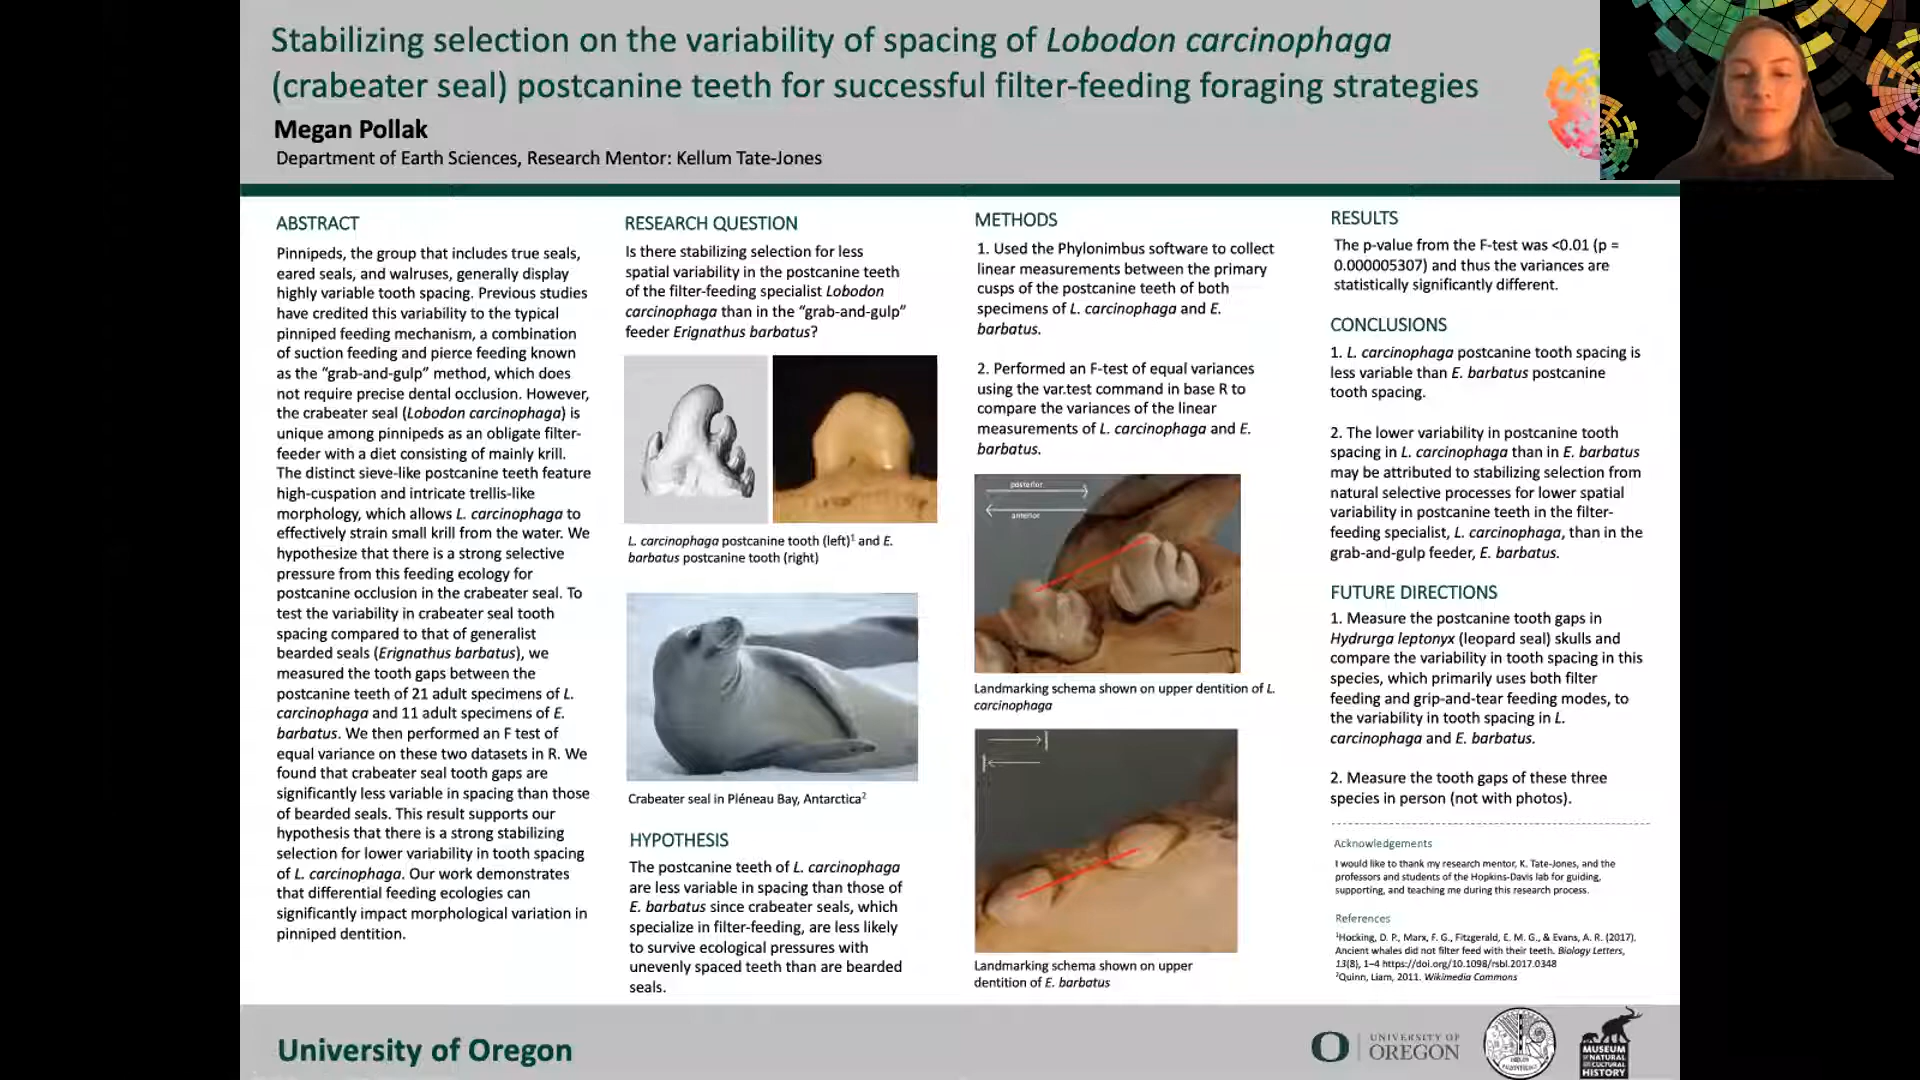 Stabilizing selection on the variability of spacing of Lobodon carcinophaga
(crabeater seal) postcanine teeth for successful filter-feeding foraging strategies
Megan Pollak
Department of Earth Sciences, Research Mentor: Kellum Tate-Jones
ABSTRACT
Pinnipeds, the group that includes true seals,
eared seals, and walruses, generally display
highly variable tooth spacing. Previous studies
have credited this variability to the typical
pinniped feeding mechanism, a combination
of suction feeding and pierce feeding known
as the “grab-and-gulp” method, which does
not require precise dental occlusion. However,
the crabeater seal (Lobodon carcinophaga) is
unique among pinnipeds as an obligate filter-
feeder with a diet consisting of mainly krill.
The distinct sieve-like postcanine teeth feature
high-cuspation and intricate trellis-like
morphology, which allows L. carcinophaga to
effectively strain small krill from the water. We
hypothesize that there is a strong selective
pressure from this feeding ecology for
postcanine occlusion in the crabeater seal. To
test the variability in crabeater seal tooth
spacing compared to that of generalist
bearded seals (Erignathus barbatus), we
measured the tooth gaps between the
postcanine teeth of 21 adult specimens of L.
carcinophaga and 11 adult specimens of E.
barbatus. We then performed an F test of
equal variance on these two datasets in R. We
found that crabeater seal tooth gaps are
significantly less variable in spacing than those
of bearded seals. This result supports our
hypothesis that there is a strong stabilizing
selection for lower variability in tooth spacing
of L. carcinophaga. Our work demonstrates
that differential feeding ecologies can
significantly impact morphological variation in
pinniped dentition.
RESEARCH QUESTION
Is there stabilizing selection for less
spatial variability in the postcanine teeth
of the filter-feeding specialist Lobodon
carcinophaga than in the “grab-and-gulp”
feeder Erignathus barbatus?
L. carcinophaga postcanine tooth (left)1 and E.
barbatus postcanine tooth (right)
Crabeater seal in Pléneau Bay, Antarctica2
HYPOTHESIS
The postcanine teeth of L. carcinophaga
are less variable in spacing than those of
E. barbatus since crabeater seals, which
specialize in filter-feeding, are less likely
to survive ecological pressures with
unevenly spaced teeth than are bearded
seals.
METHODS
1. Used the Phylonimbus software to collect
linear measurements between the primary
cusps of the postcanine teeth of both
specimens of L. carcinophaga and E.
barbatus.
2. Performed an F-test of equal variances
using the var.test command in base R to
compare the variances of the linear
measurements of L. carcinophaga and E.
barbatus.
posterior
anterior
Landmarking schema shown on upper dentition of L.
carcinophaga
Landmarking schema shown on upper
dentition of E. barbatus
RESULTS
The p-value from the F-test was <0.01 (p =
0.000005307) and thus the variances are
statistically significantly different.
CONCLUSIONS
1. L. carcinophaga postcanine tooth spacing is
less variable than E. barbatus postcanine
tooth spacing.
2. The lower variability in postcanine tooth
spacing in L. carcinophaga than in E. barbatus
may be attributed to stabilizing selection from
natural selective processes for lower spatial
variability in postcanine teeth in the filter-
feeding specialist, L. carcinophaga, than in the
grab-and-gulp feeder, E. barbatus.
FUTURE DIRECTIONS
1. Measure the postcanine tooth gaps in
Hydrurga leptonyx (leopard seal) skulls and
compare the variability in tooth spacing in this
species, which primarily uses both filter
feeding and grip-and-tear feeding modes, to
the variability in tooth spacing in L.
carcinophaga and E. barbatus.
2. Measure the tooth gaps of these three
species in person (not with photos).
Acknowledgements
I would like to thank my research mentor, K. Tate-Jones, and the
professors and students of the Hopkins-Davis lab for guiding,
supporting, and teaching me during this research process.
References
1Hocking, D. P., Marx, F. G., Fitzgerald, E. M. G., & Evans, A. R. (2017).
Ancient whales did not filter feed with their teeth. Biology Letters,
13(8), 1–4 https://doi.org/10.1098/rsbl.2017.0348
2Quinn, Liam, 2011. Wikimedia Commons
University of Oregon
O UNIVERSITY OF
OREGON
MUSEUM
OF NATURAL
AND CULTURAL
HISTORY